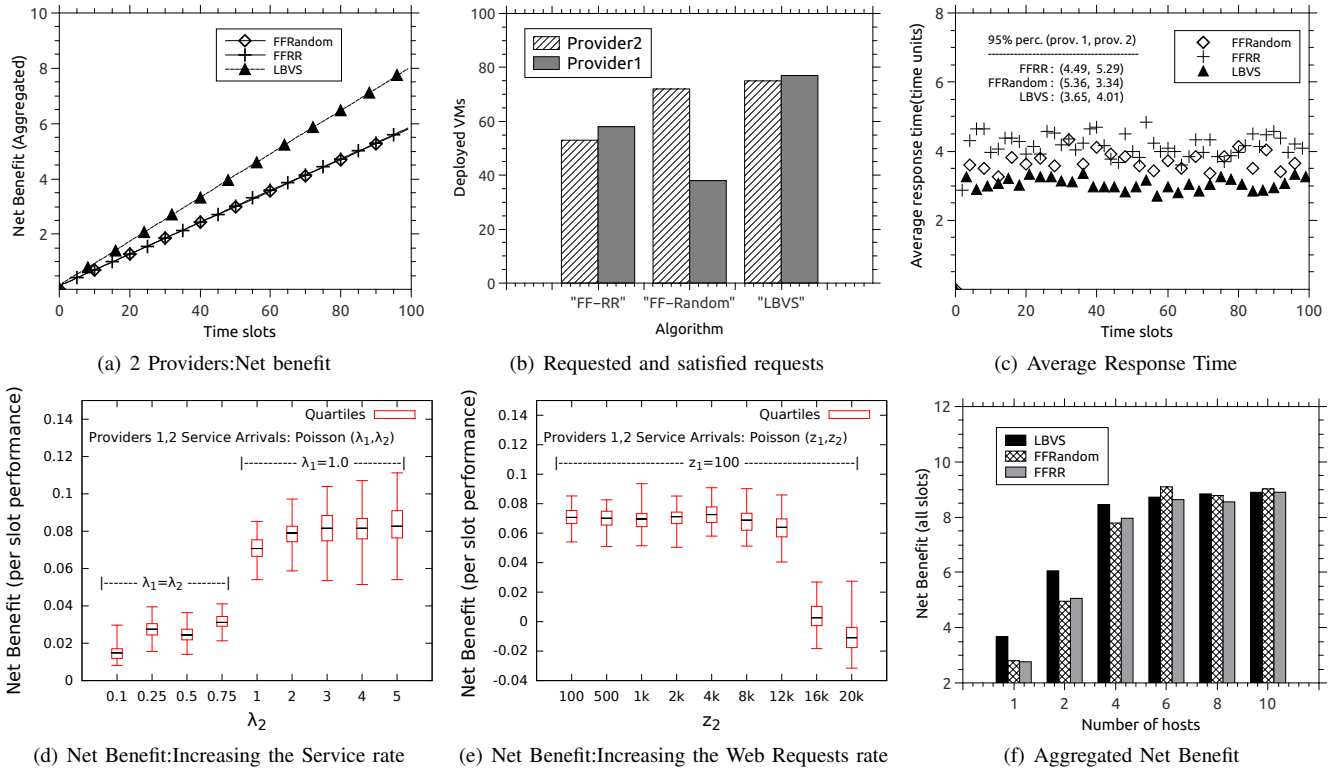 10
8
6
4
2
0
20
40
60
80
100
Net Benefit (Aggregated)
Time slots
FFRandom
FFRR
LBVS
(a) 2 Providers:Net benefit
100
80
60
40
20
0
Deployed VMs
Provider2
Provider1
"FF-RR"
"FF-Random"
"LBVS"
Algorithm
(b) Requested and satisfied requests
8
6
4
2
0
0
20
40
60
80
100
Average response time(time units)
95% perc. (prov. 1, prov. 2)
--------------------------------------
FFRR : (4.49, 5.29)
FFRandom : (5.36, 3.34)
LBVS : (3.65, 4.01)
FFRandom
FFRR
LBVS
Time slots
(c) Average Response Time
0.14
0.12
0.1
0.08
0.06
0.04
0.02
0
Net Benefit (per slot performance)
Quartiles
Providers 1,2 Service Arrivals: Poisson (λ₁,λ₂)
|------- λ₁=1.0 -------|
|------- λ₁=λ₂ -------|
0.1
0.25
0.5
0.75
1
2
3
4
5
λ₂
(d) Net Benefit:Increasing the Service rate
0.14
0.12
0.1
0.08
0.06
0.04
0.02
0
-0.02
-0.04
Net Benefit (per slot performance)
Quartiles
Providers 1,2 Service Arrivals: Poisson (z₁,z₂)
|---------------- z₁=100 ----------------|
100
500
1k
2k
4k
8k
12k
16k
20k
z₂
(e) Net Benefit:Increasing the Web Requests rate
12
10
8
6
4
2
Net Benefit (all slots)
LBVS
FFRandom
FFRR
1
2
4
6
8
10
Number of hosts
(f) Aggregated Net Benefit